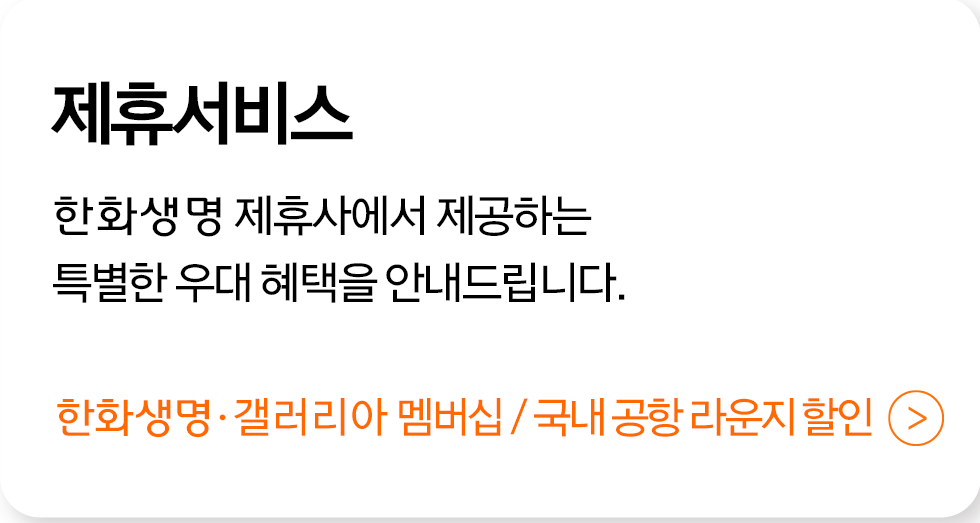 제휴서비스
한화생명 제휴사에서 제공하는
특별한 우대 혜택을 안내드립니다.
한화생명·갤러리아 멤버십 / 국내 공항 라운지 할인 >